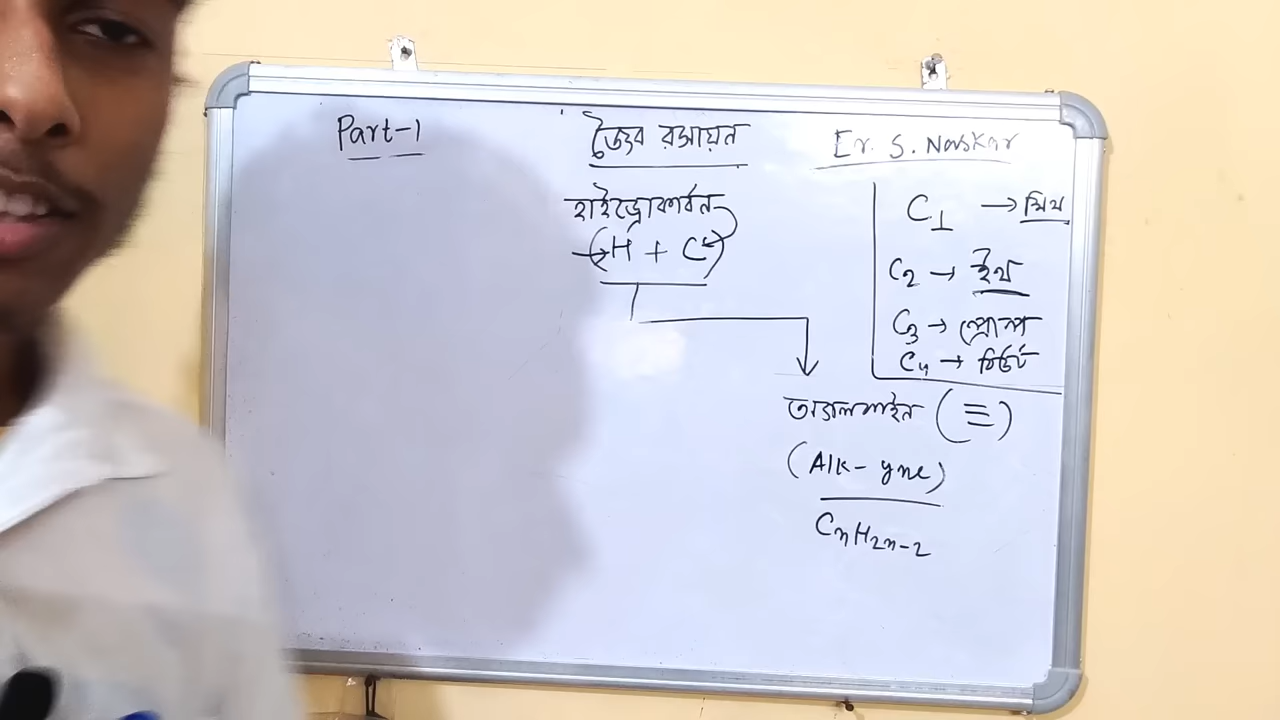 Part-1
জৈব রসায়ন
Er. S. Naskar
হাইড্রোকার্বন
(H + C)
C1 → মিথ
C2 → ইথ
C3 → প্রোপ
C4 → বিউট
অ্যালকাইন (≡)
(Alk-yne)
CnH2n-2